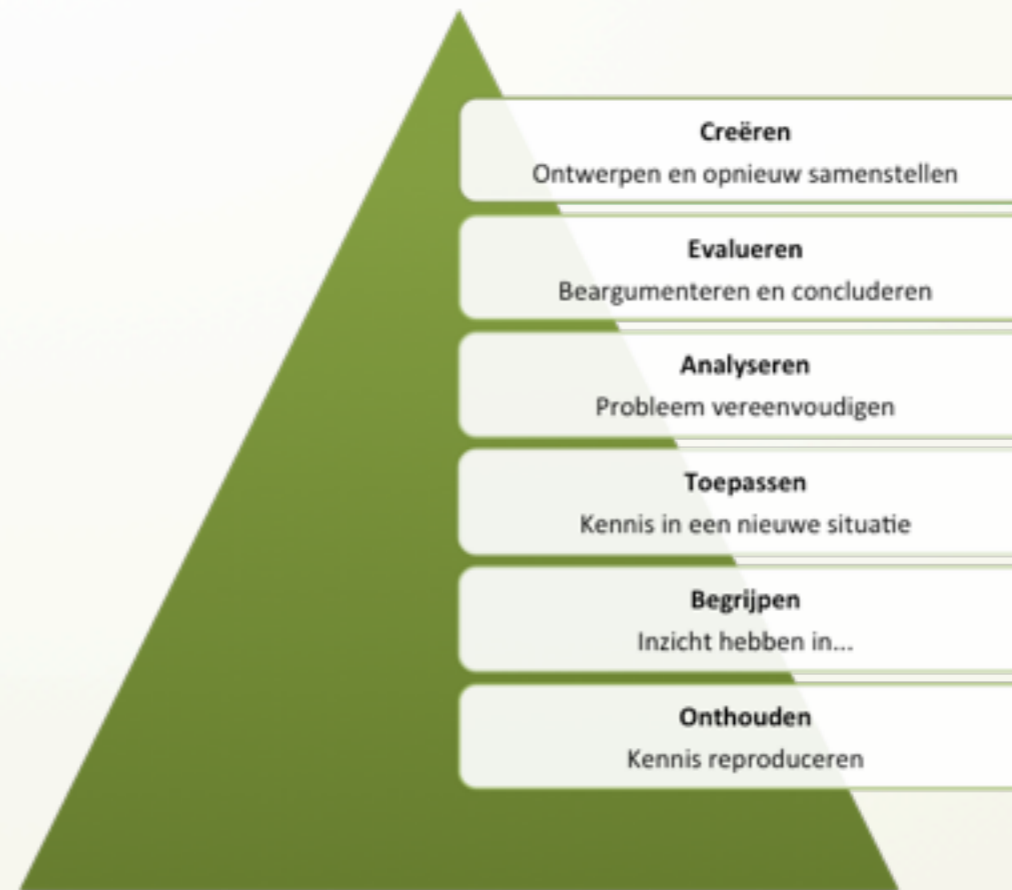 Creëren
Ontwerpen en opnieuw samenstellen
Evalueren
Beargumenteren en concluderen
Analyseren
Probleem vereenvoudigen
Toepassen
Kennis in een nieuwe situatie
Begrijpen
Inzicht hebben in...
Onthouden
Kennis reproduceren